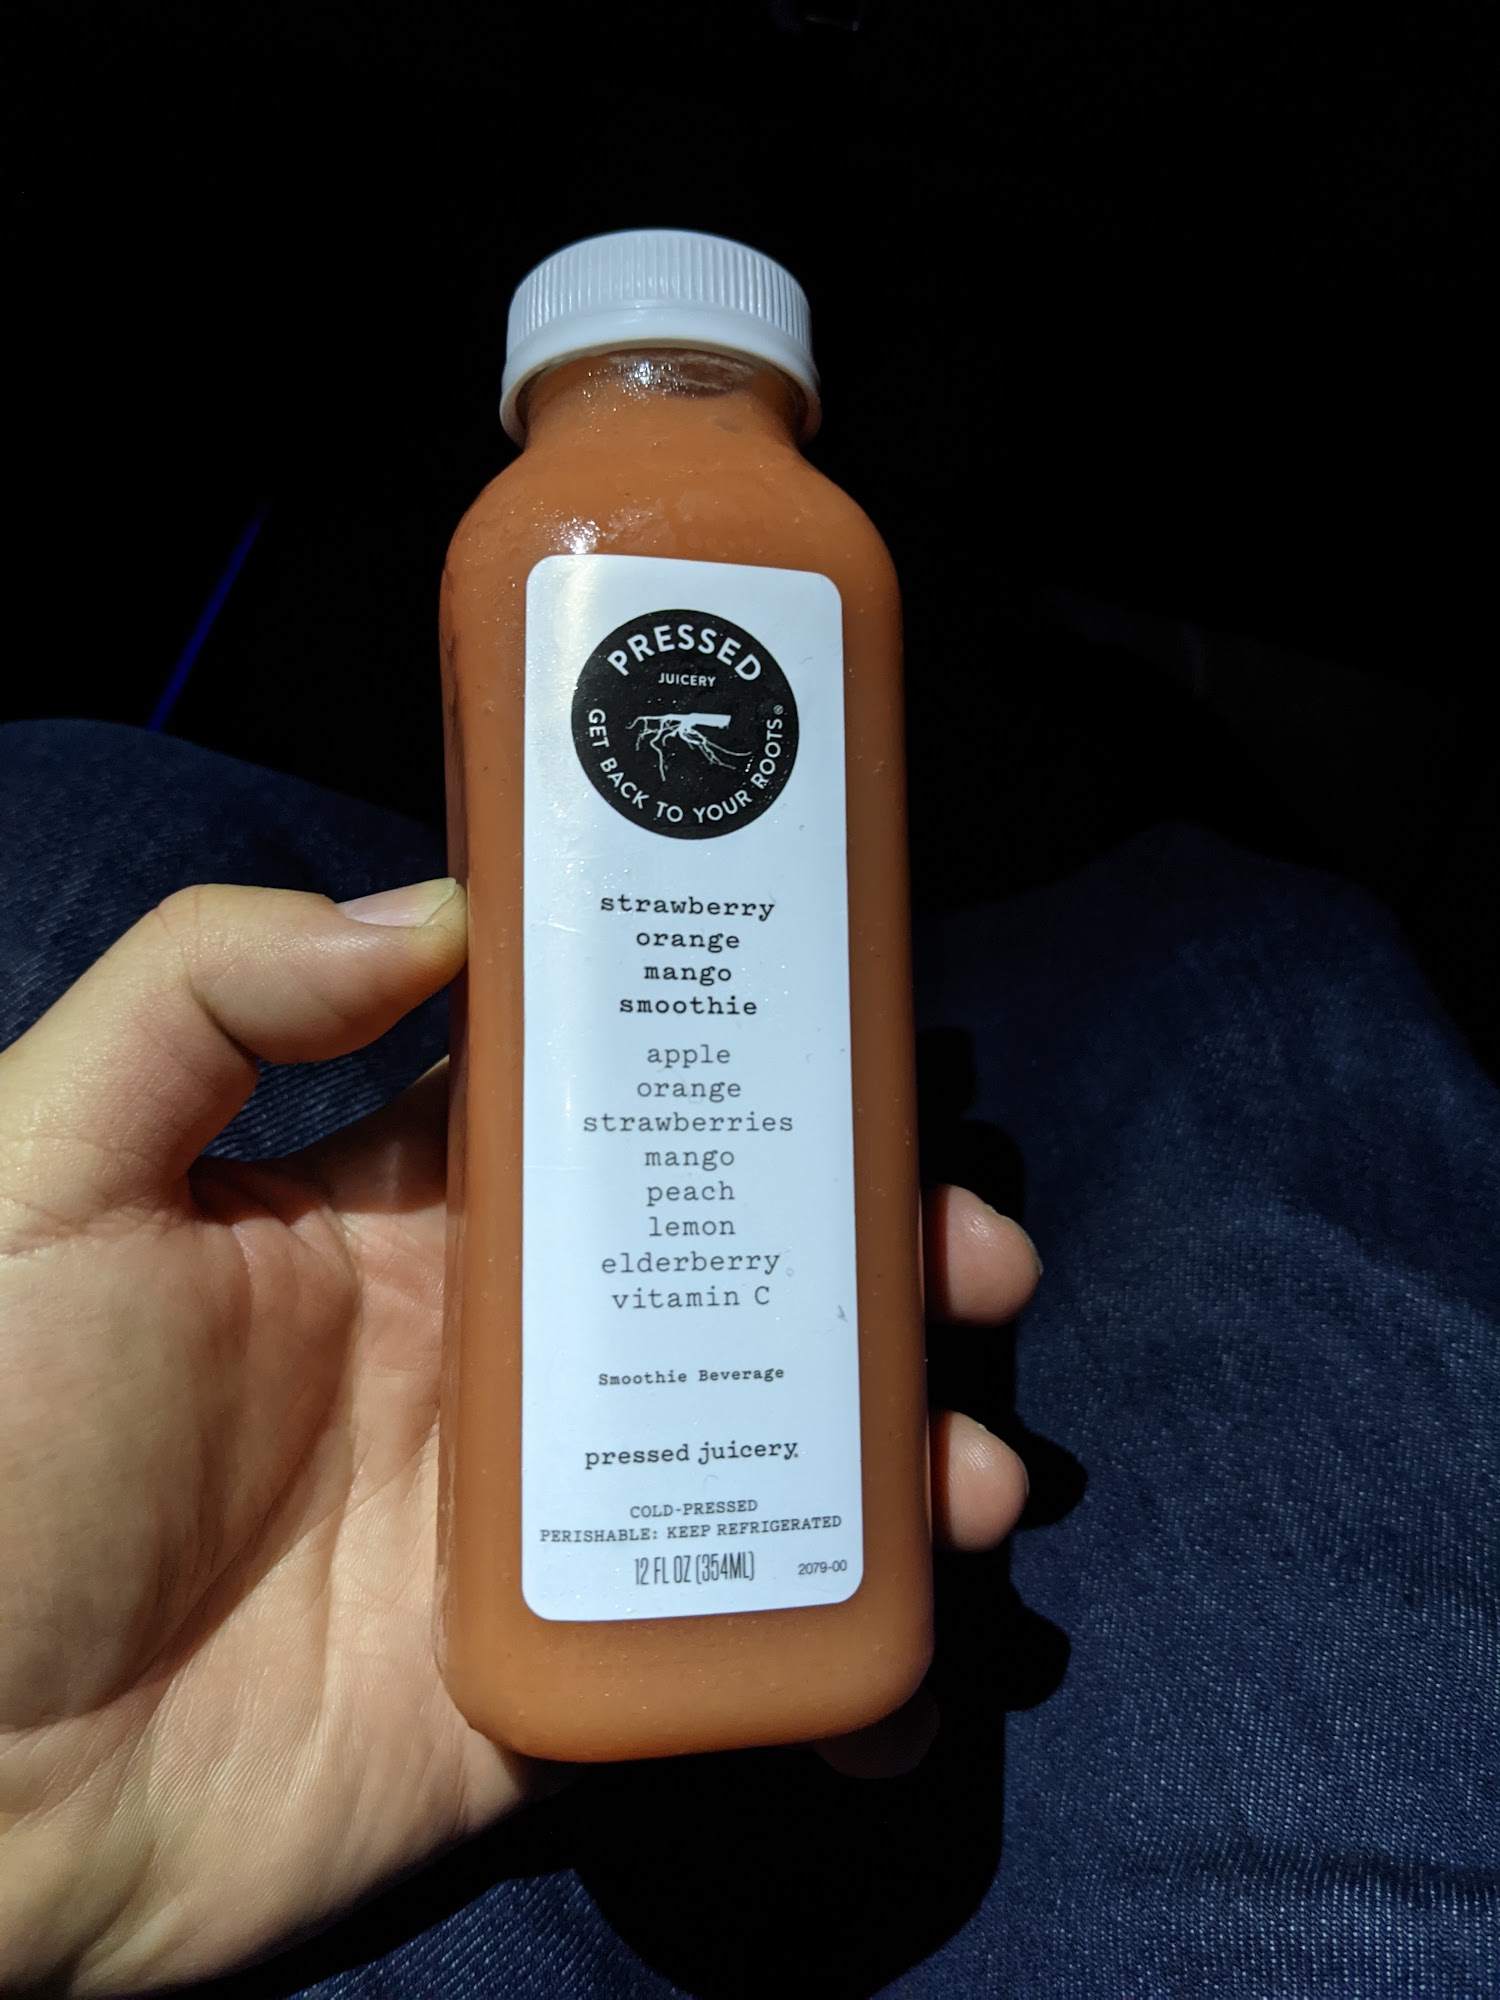 PRESSED
JUICERY
GET BACK TO YOUR ROOTS®
strawberry
orange
mango
smoothie
apple
orange
strawberries
mango
peach
lemon
elderberry
vitamin C
Smoothie Beverage
pressed juicery.
COLD-PRESSED
PERISHABLE: KEEP REFRIGERATED
12 FL OZ (354ML) 2079-00